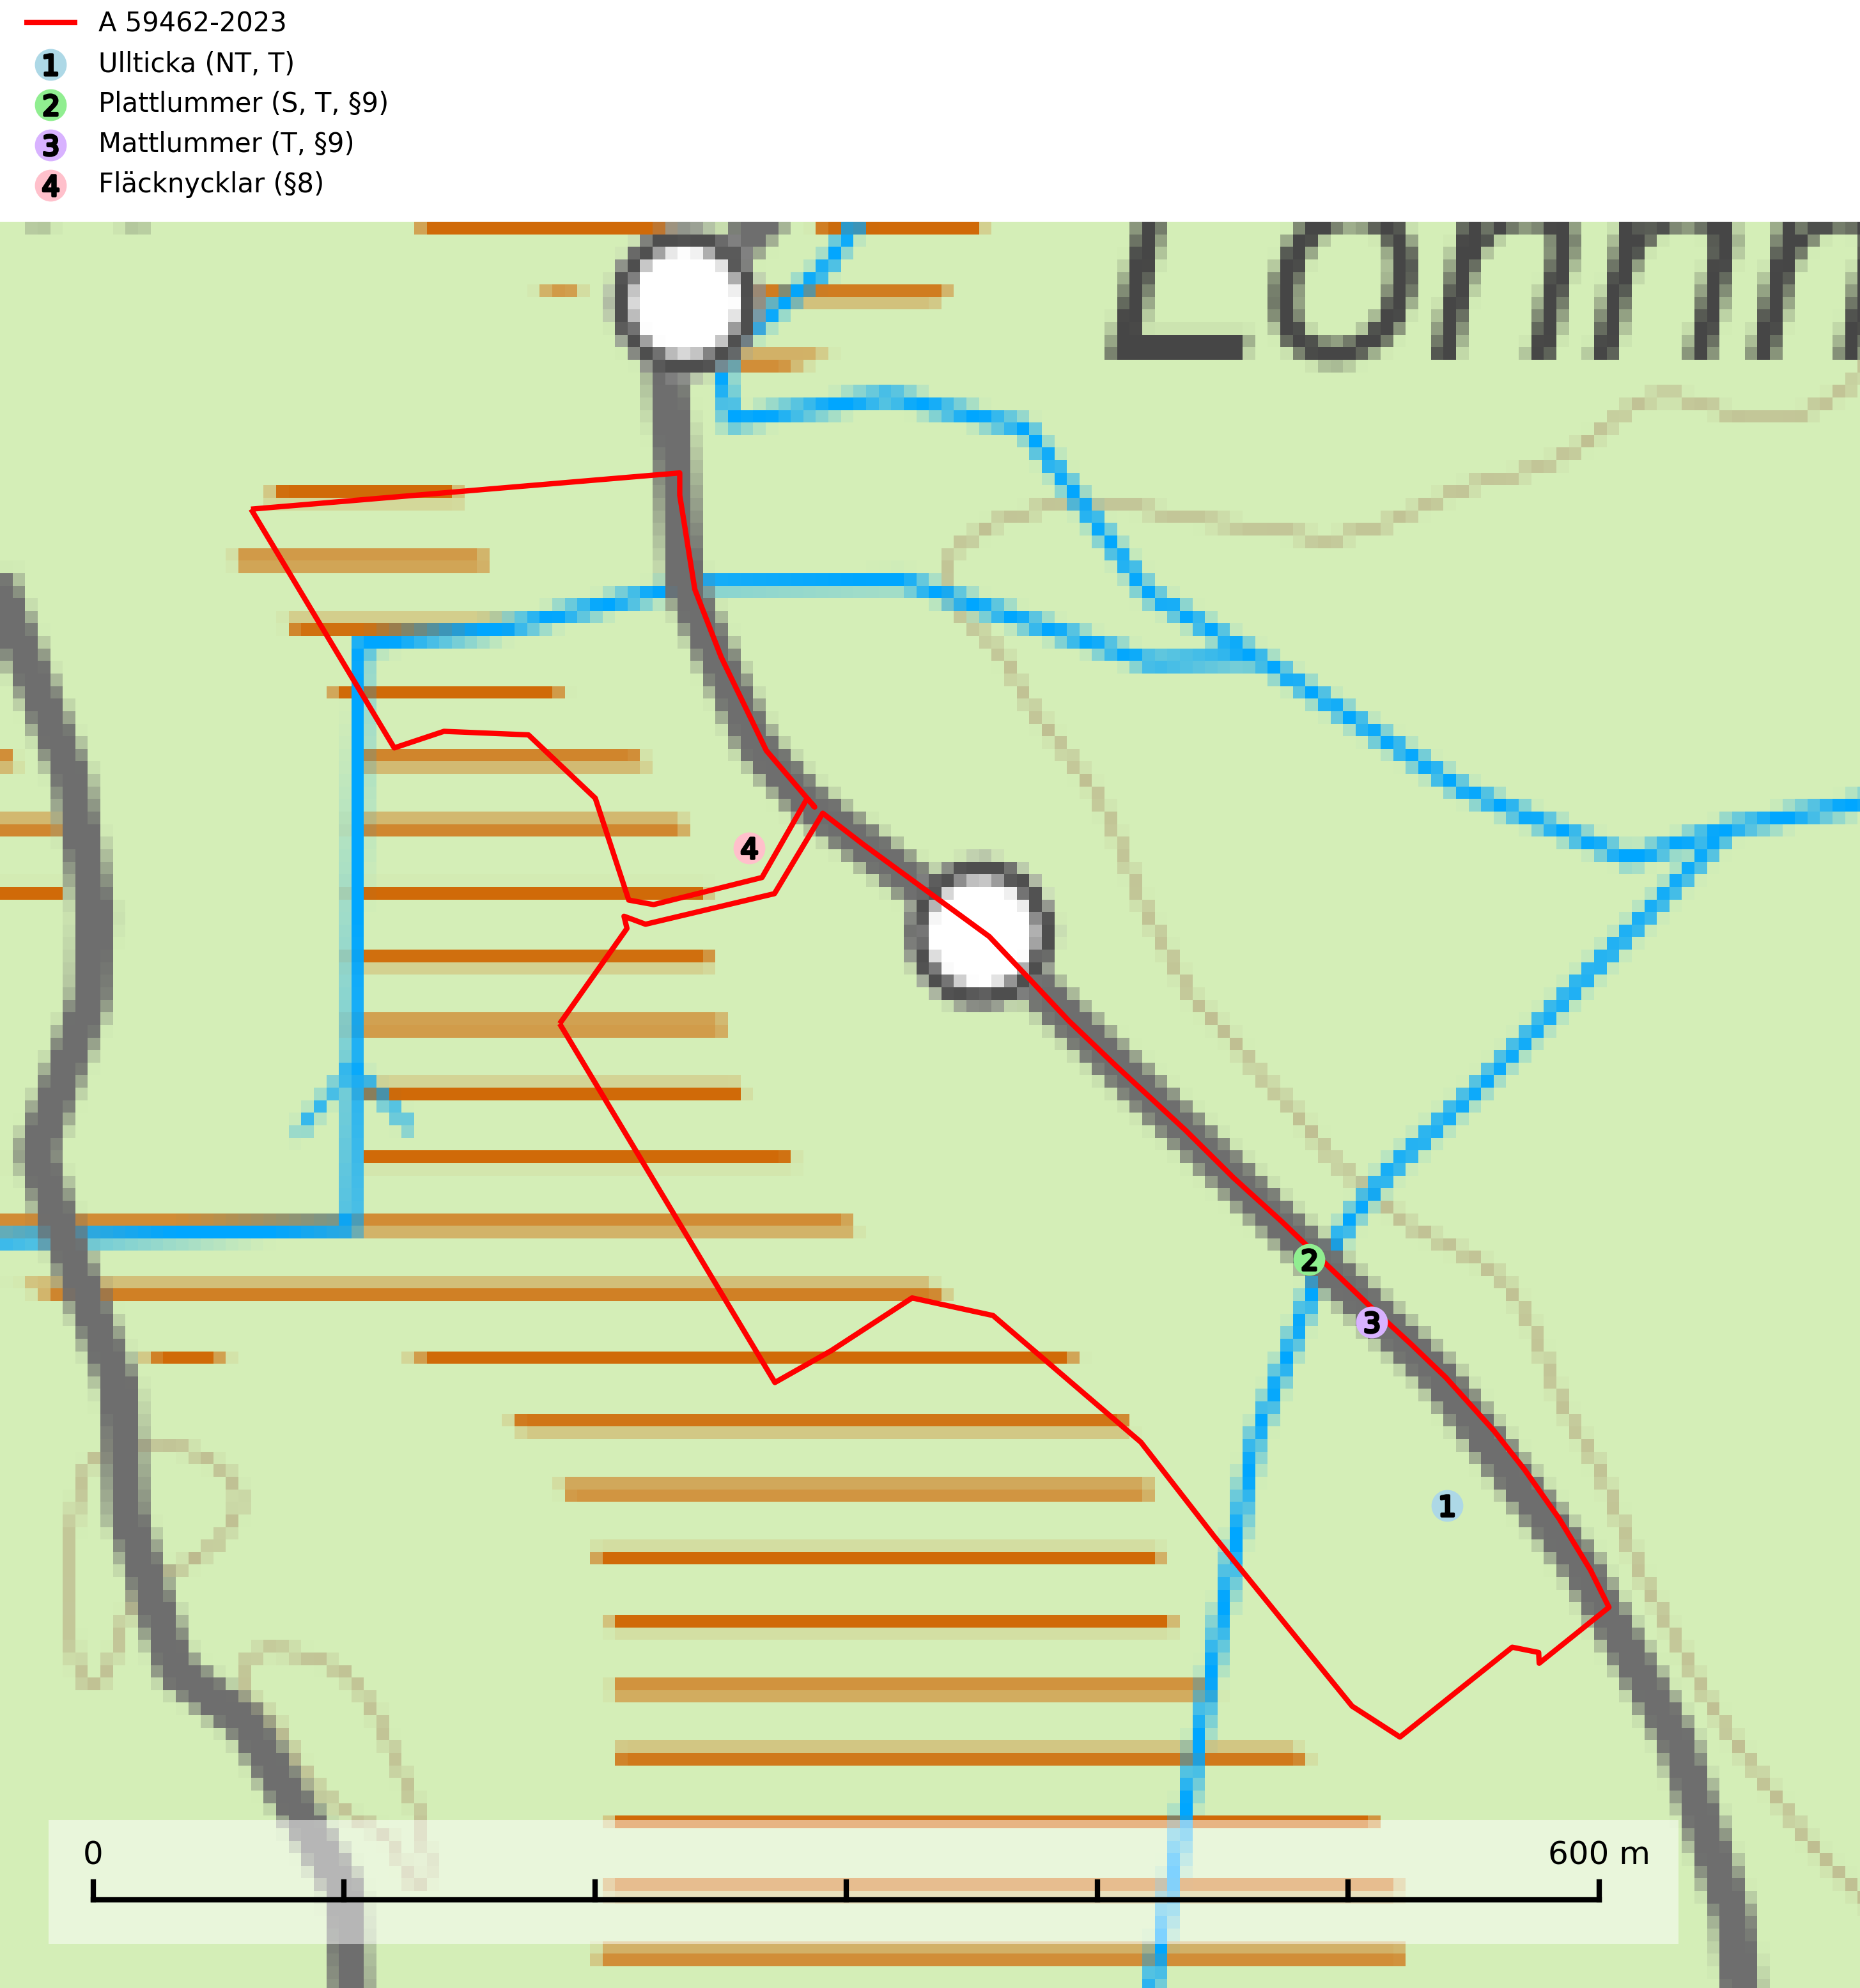 A 59462-2023
1 Ullticka (NT, T)
2 Plattlummer (S, T, §9)
3 Mattlummer (T, §9)
4 Fläcknycklar (§8)
4
2
3
1
0 600 m